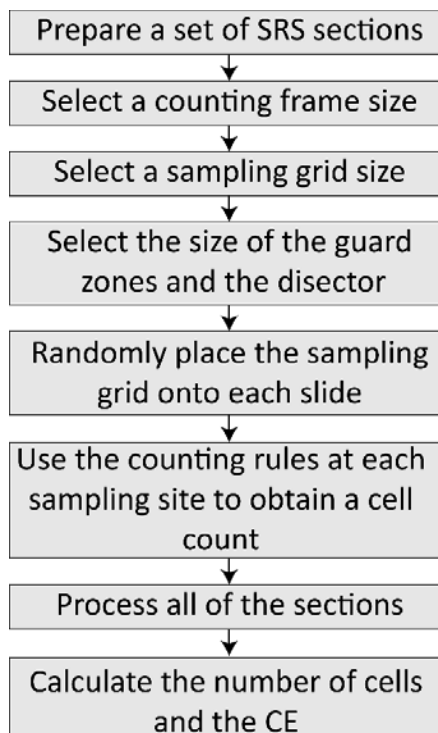 Prepare a set of SRS sections
Select a counting frame size
Select a sampling grid size
Select the size of the guard
zones and the disector
Randomly place the sampling
grid onto each slide
Use the counting rules at each
sampling site to obtain a cell
count
Process all of the sections
Calculate the number of cells
and the CE